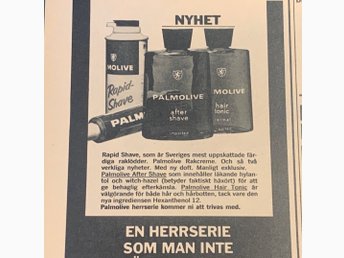 NYHET
PALMOLIVE
Rapid-
Shave
PALM
PALMOLIVE
after
shave
PALMOLIVE
hair
tonic
Rapid Shave, som är Sveriges mest uppskattade fär-
diga raklödder. Palmolive Rakcreme. Och så två
verkliga nyheter. Med ny doft. Manligt exklusiv.
Palmolive After Shave som innehåller läkande hylan-
tol och witch-hazel (betyder faktiskt häxört) för att
ge behaglig efterkänsla. Palmolive Hair Tonic är
välgörande för både hår och hårbotten, tack vare den
nya ingrediensen Hexanthenol 12.
Palmolive herrserie kommer ni att trivas med.
EN HERRSERIE
SOM MAN INTE